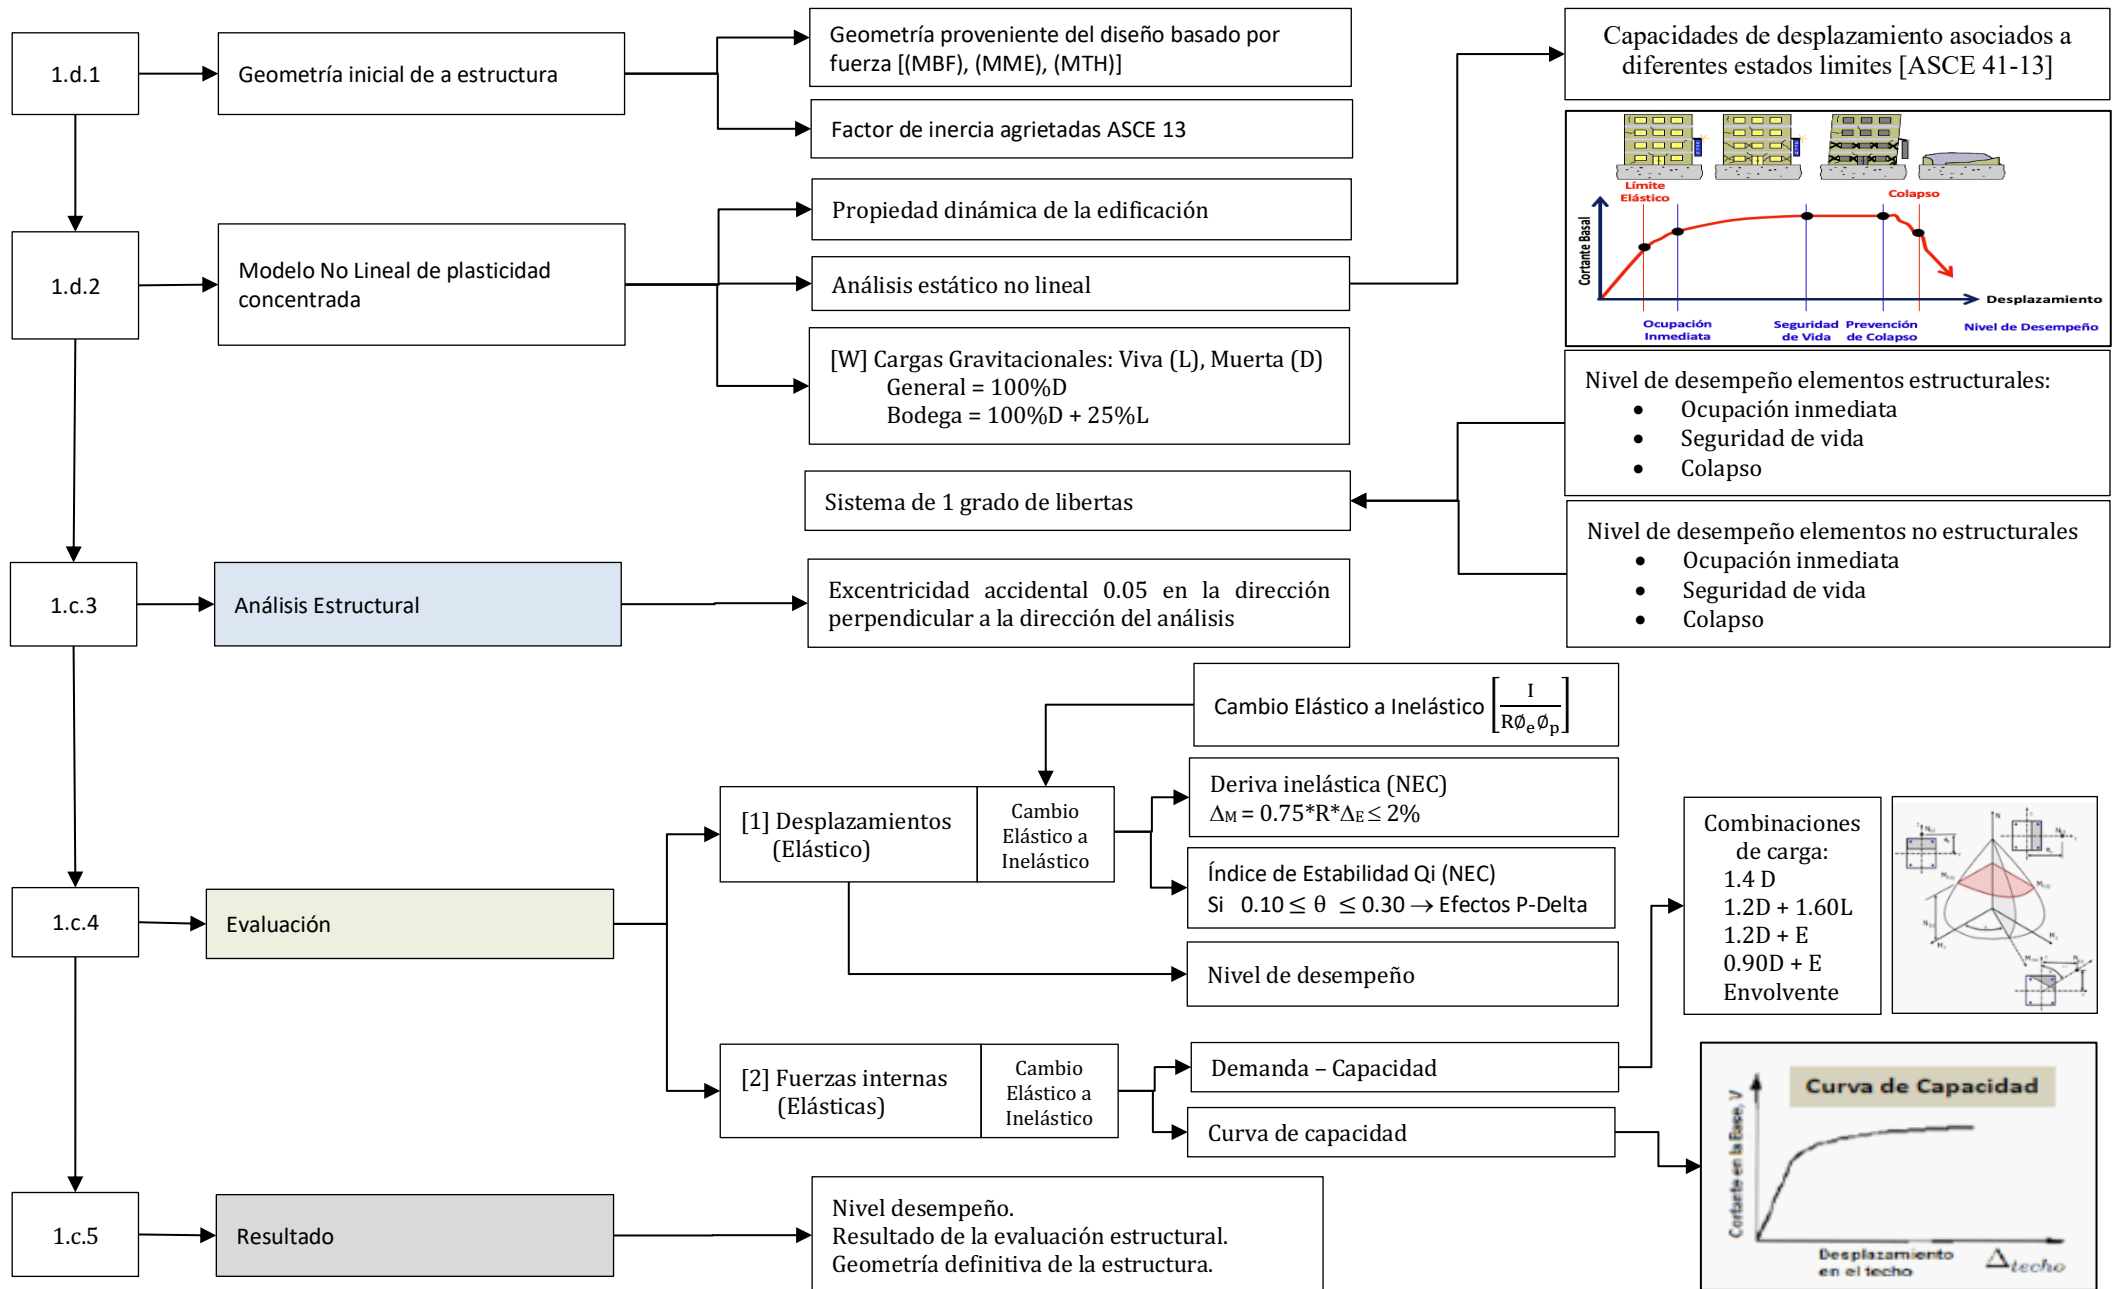 1.d.1
Geometría inicial de a estructura
Geometría proveniente del diseño basado por
fuerza [(MBF), (MME), (MTH)]
Factor de inercia agrietadas ASCE 13
Capacidades de desplazamiento asociados a
diferentes estados limites [ASCE 41-13]
Límite
Elástico
Colapso
Cortante Basal
Desplazamiento
Ocupación
Inmediata
Seguridad
de Vida
Prevención
de Colapso
Nivel de Desempeño
1.d.2
Modelo No Lineal de plasticidad
concentrada
Propiedad dinámica de la edificación
Análisis estático no lineal
[W] Cargas Gravitacionales: Viva (L), Muerta (D)
General = 100%D
Bodega = 100%D + 25%L
Nivel de desempeño elementos estructurales:
• Ocupación inmediata
• Seguridad de vida
• Colapso
Sistema de 1 grado de libertas
Nivel de desempeño elementos no estructurales
• Ocupación inmediata
• Seguridad de vida
• Colapso
1.c.3
Análisis Estructural
Excentricidad accidental 0.05 en la dirección
perpendicular a la dirección del análisis
Cambio Elástico a Inelástico [I / RØeØp]
1.c.4
Evaluación
[1] Desplazamientos
(Elástico)
Cambio
Elástico a
Inelástico
Deriva inelástica (NEC)
ΔM = 0.75*R*ΔE ≤ 2%
Índice de Estabilidad Qi (NEC)
Si 0.10 ≤ θ ≤ 0.30 → Efectos P-Delta
Nivel de desempeño
Combinaciones
de carga:
1.4 D
1.2D + 1.60L
1.2D + E
0.90D + E
Envolvente
[2] Fuerzas internas
(Elásticas)
Cambio
Elástico a
Inelástico
Demanda – Capacidad
Curva de capacidad
Curva de Capacidad
Cortante en la Base, V
Desplazamiento
en el techo
Δtecho
1.c.5
Resultado
Nivel desempeño.
Resultado de la evaluación estructural.
Geometría definitiva de la estructura.